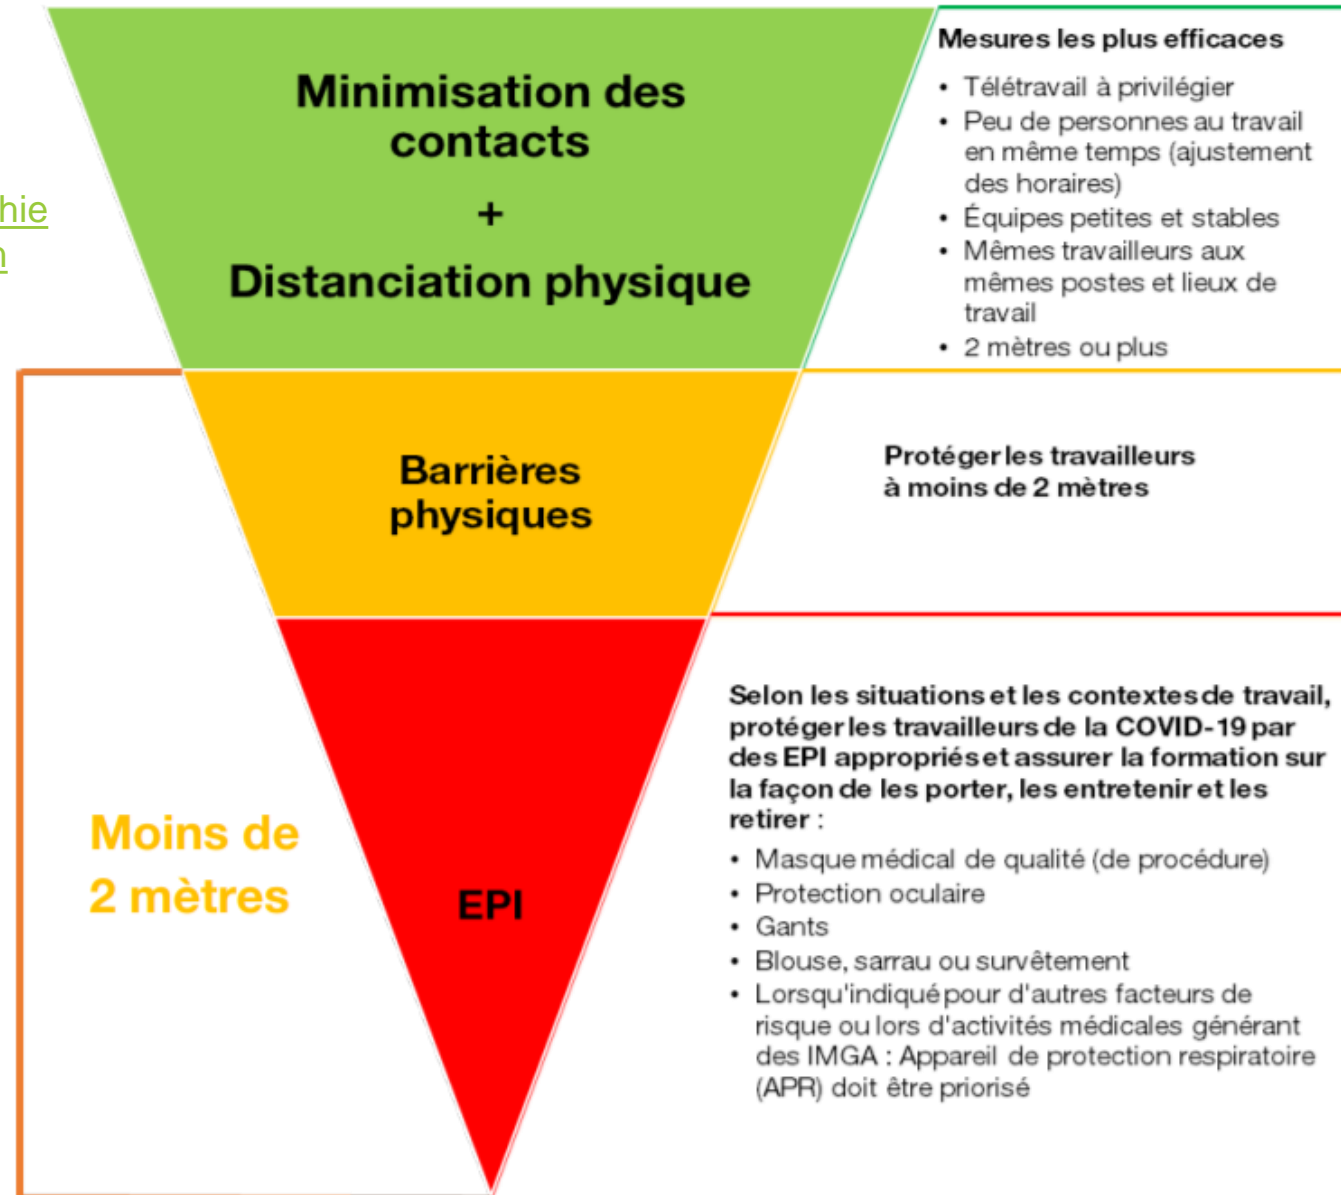 Minimisation des
contacts
+
Distanciation physique
Mesures les plus efficaces
• Télétravail à privilégier
• Peu de personnes au travail
en même temps (ajustement
des horaires)
• Équipes petites et stables
• Mêmes travailleurs aux
mêmes postes et lieux de
travail
• 2 mètres ou plus
hie
n
Barrières
physiques
Protéger les travailleurs
à moins de 2 mètres
Moins de
2 mètres
EPI
Selon les situations et les contextes de travail,
protéger les travailleurs de la COVID-19 par
des EPI appropriés et assurer la formation sur
la façon de les porter, les entretenir et les
retirer :
• Masque médical de qualité (de procédure)
• Protection oculaire
• Gants
• Blouse, sarrau ou survêtement
• Lorsqu'indiqué pour d'autres facteurs de
risque ou lors d'activités médicales générant
des IMGA : Appareil de protection respiratoire
(APR) doit être priorisé